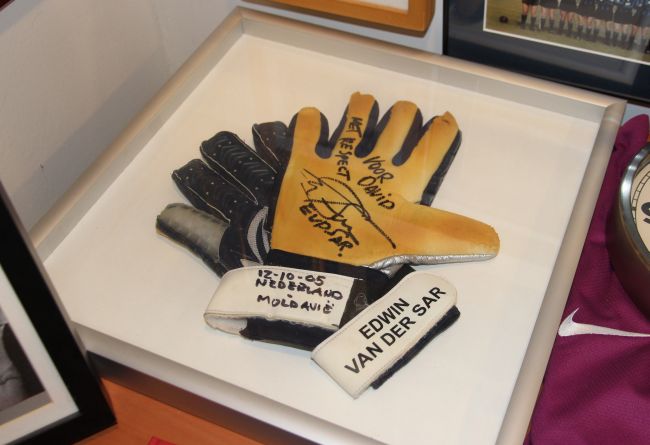 VOOR
DAVID
MET
RESPECT
E.V.D.SAR.
12-10-05
NEDERLAND
-
MOLDAVIË
EDWIN
VAN DER SAR